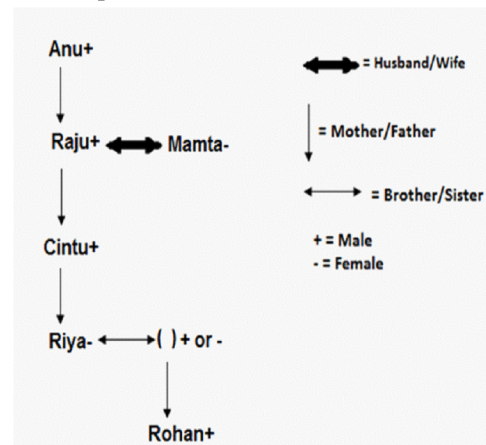 Anu+
= Husband/Wife
Raju+ Mamta-
= Mother/Father
= Brother/Sister
Cintu+
+ = Male
- = Female
Riya- ( ) + or -
Rohan+